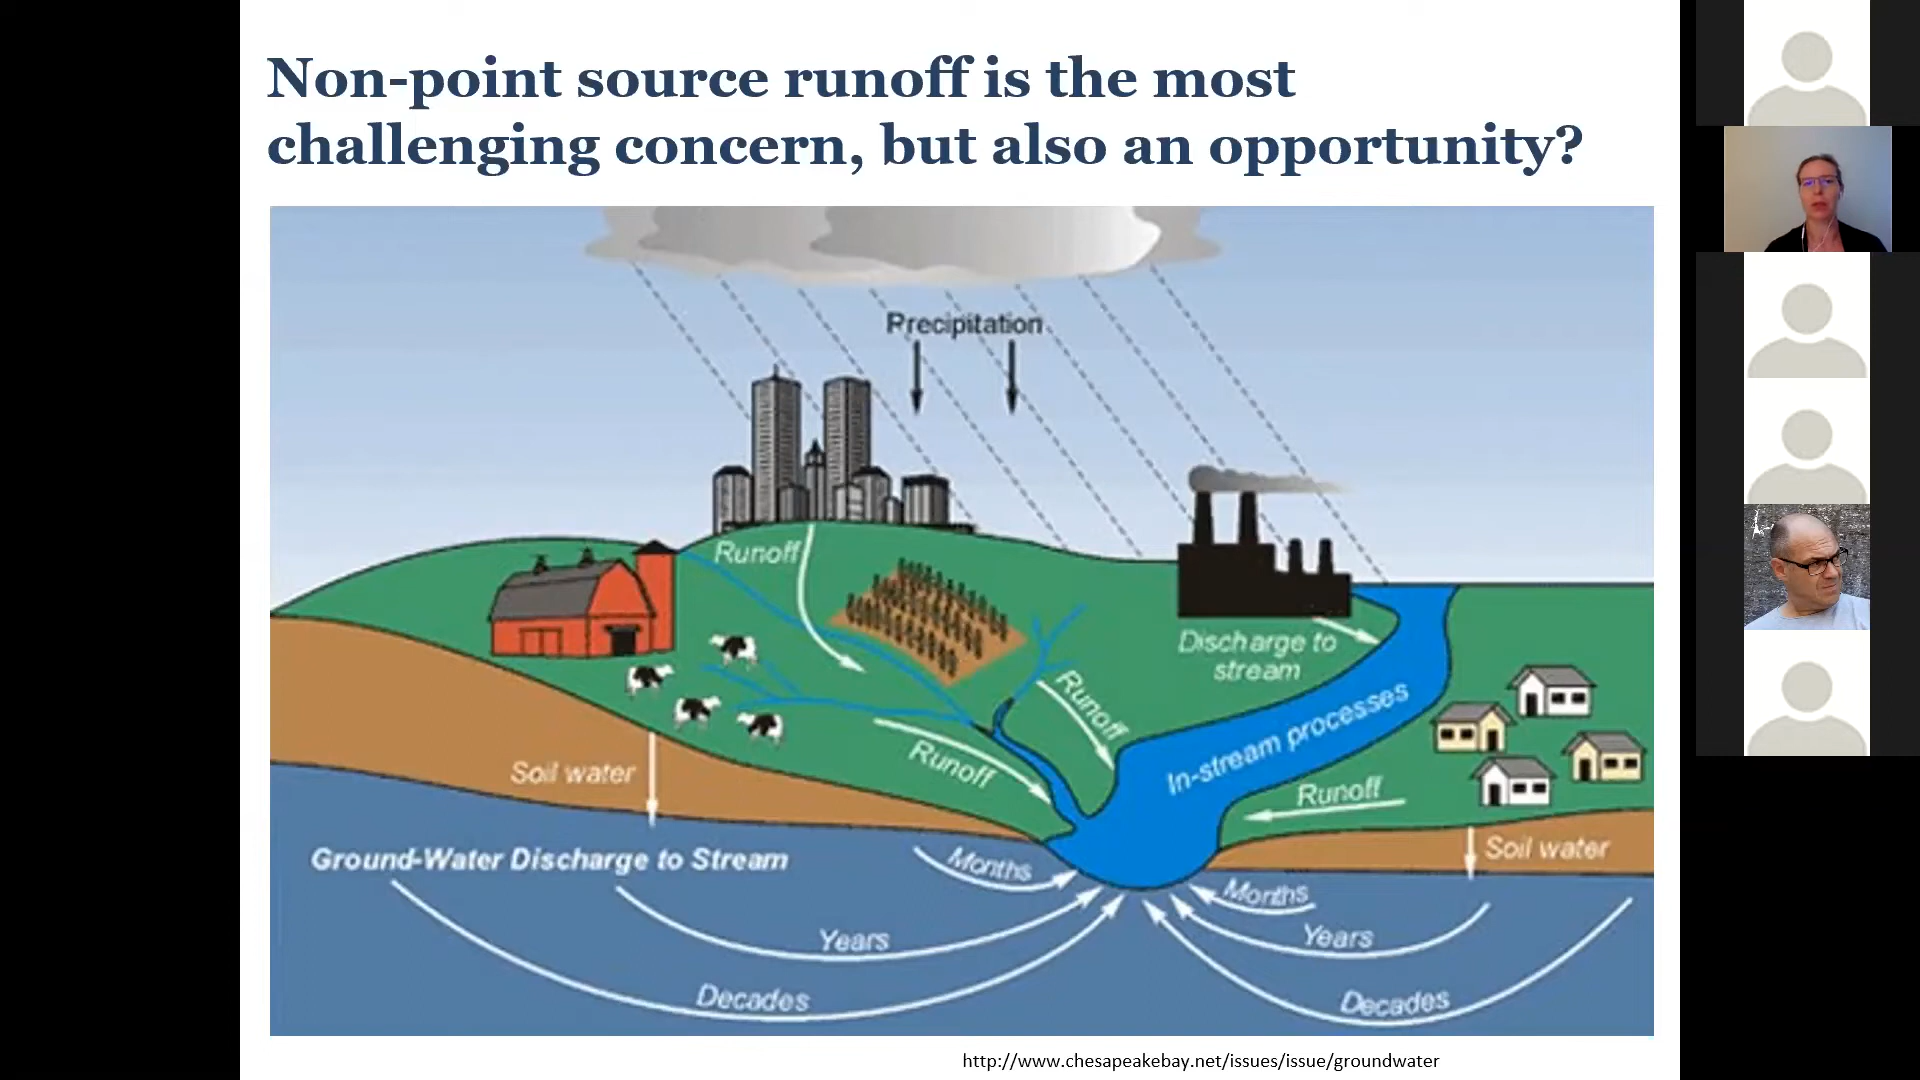 Non-point source runoff is the most
challenging concern, but also an opportunity?
Precipitation
Runoff
Discharge to
stream
Runoff
In-stream processes
Runoff
Runoff
Soil water
Soil water
Ground-Water Discharge to Stream
Months
Months
Years
Years
Decades
Decades
http://www.chesapeakebay.net/issues/issue/groundwater